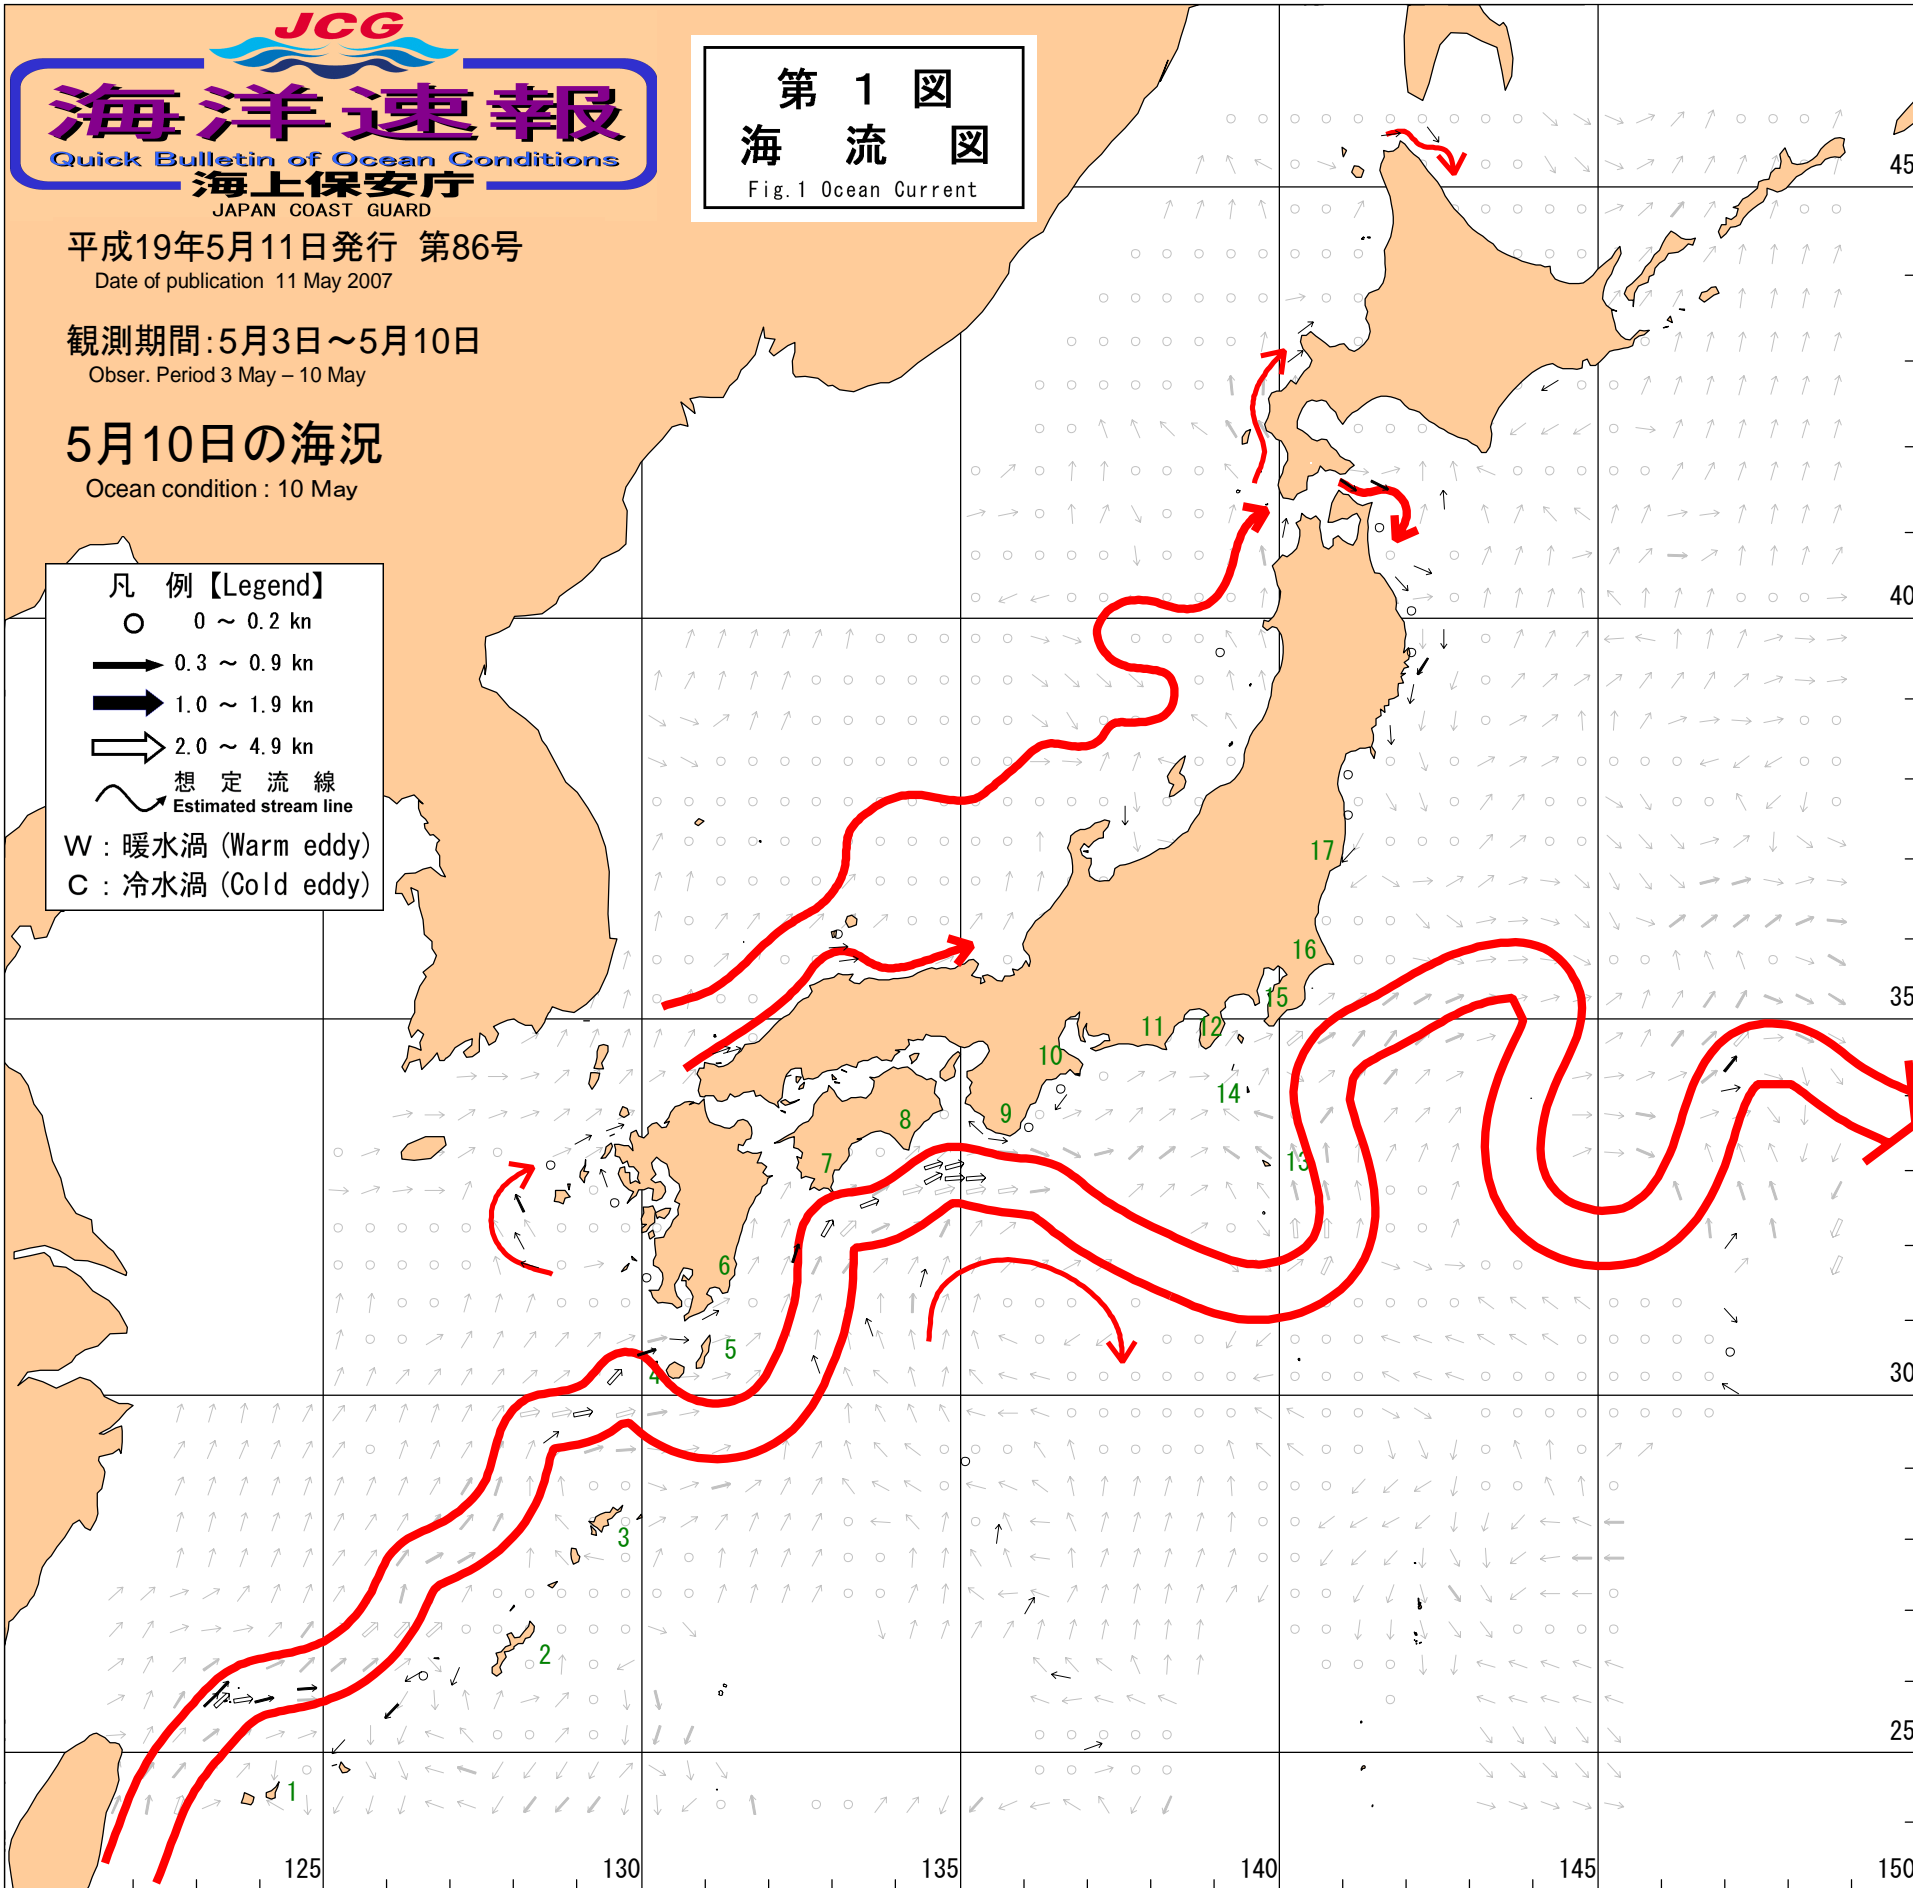 JCG
海洋速報
Quick Bulletin of Ocean Conditions
海上保安庁
JAPAN COAST GUARD
平成19年5月11日発行 第86号
Date of publication 11 May 2007
観測期間:5月3日～5月10日
Obser. Period 3 May – 10 May
5月10日の海況
Ocean condition : 10 May
第 1 図
海 流 図
Fig.1 Ocean Current
凡 例【Legend】
0 ～ 0.2 kn
0.3 ～ 0.9 kn
1.0 ～ 1.9 kn
2.0 ～ 4.9 kn
想 定 流 線
Estimated stream line
W : 暖水渦 (Warm eddy)
C : 冷水渦 (Cold eddy)
45
40
17
16
35
15
12
11
10
14
9
8
13
7
6
5
4
30
3
2
25
1
125
130
135
140
145
150